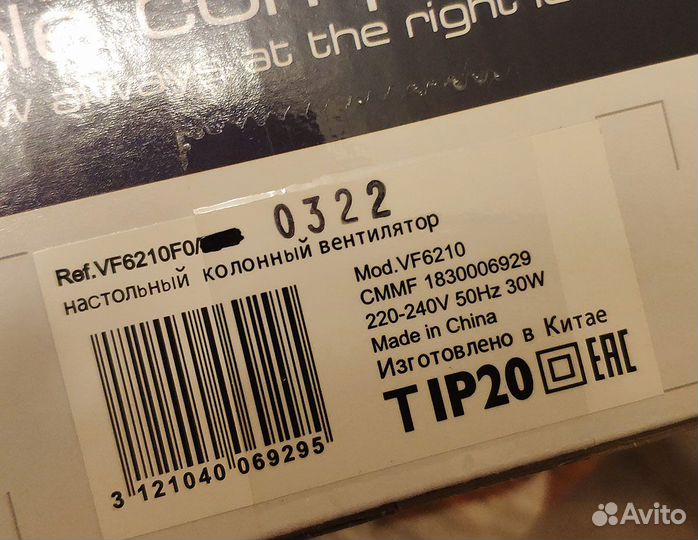 always at the right
0322
Ref.VF6210F0/
настольный колонный вентилятор
Mod.VF6210
CMMF 1830006929
220-240V 50Hz 30W
Made in China
Изготовлено в Китае
T IP20 EAC
3 121040 069295
Avito